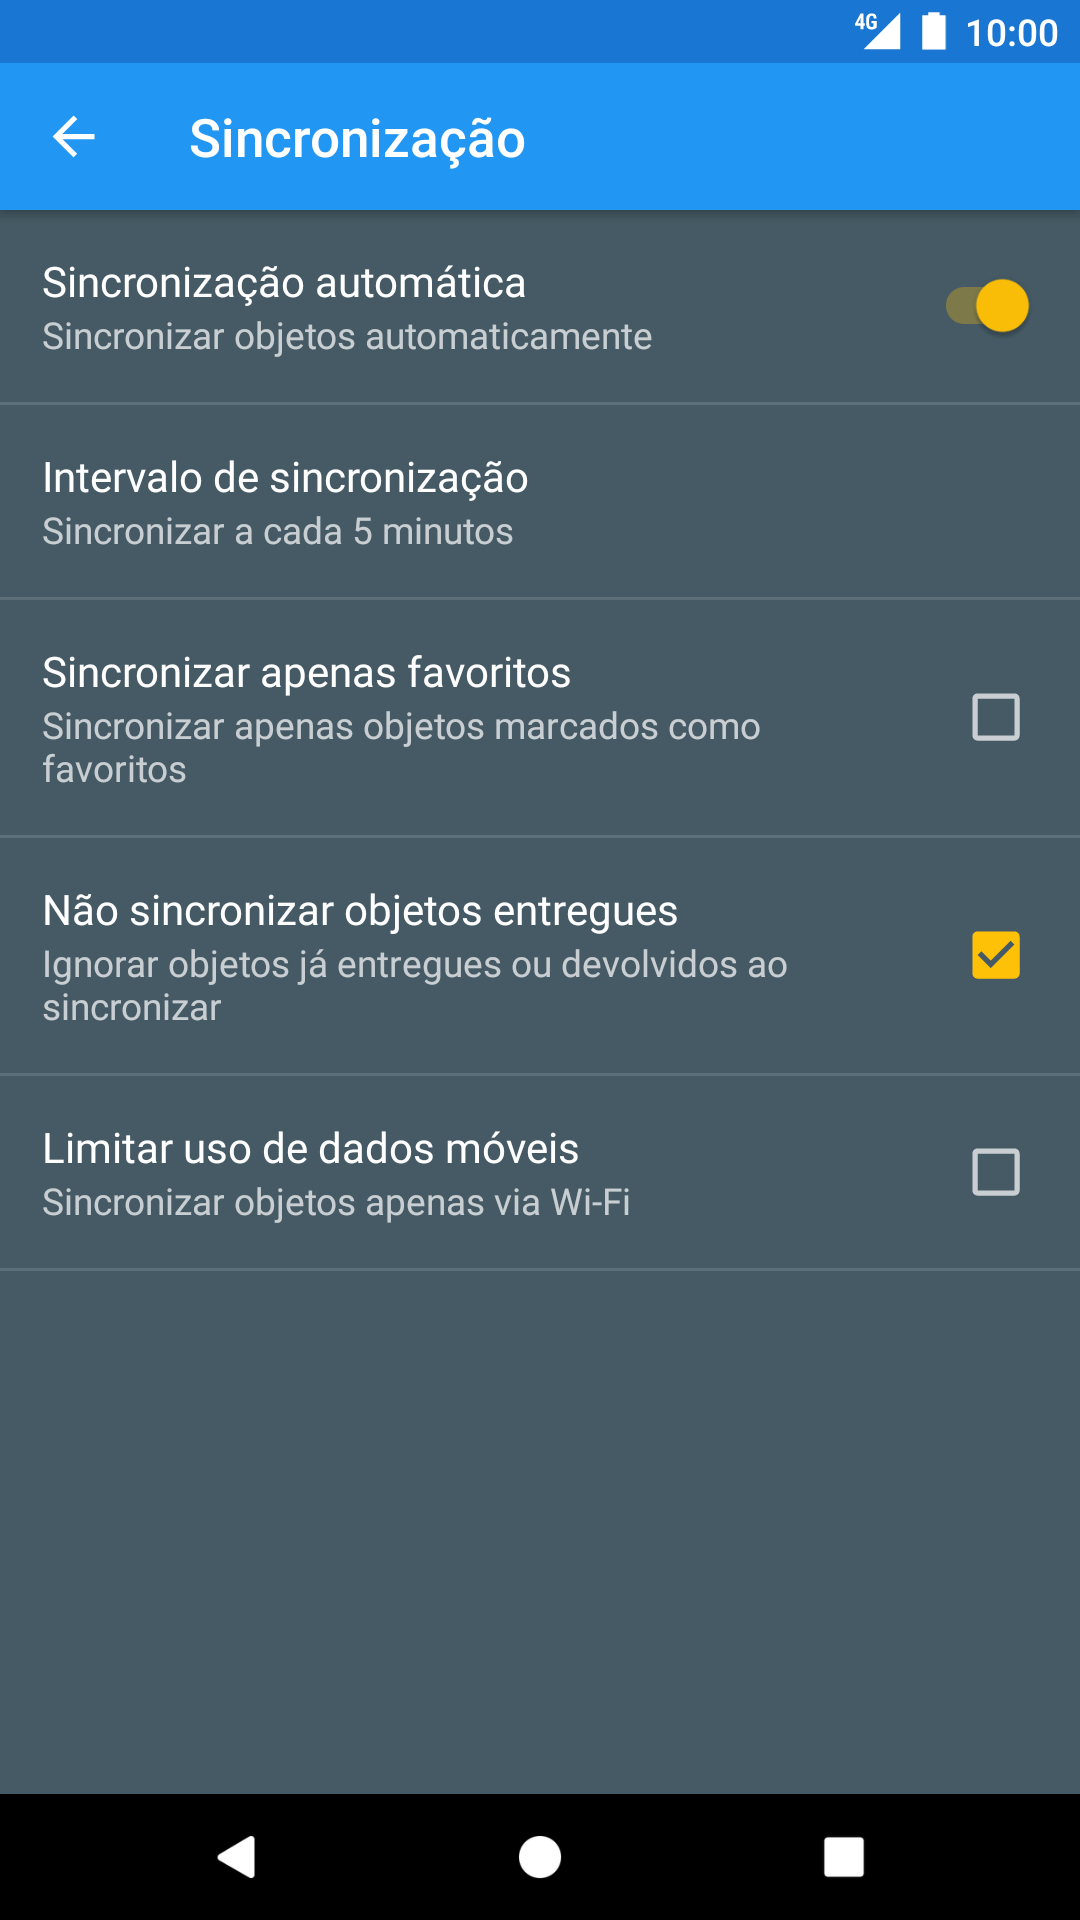 4G 10:00
Sincronização
Sincronização automática
Sincronizar objetos automaticamente
Intervalo de sincronização
Sincronizar a cada 5 minutos
Sincronizar apenas favoritos
Sincronizar apenas objetos marcados como
favoritos
Não sincronizar objetos entregues
Ignorar objetos já entregues ou devolvidos ao
sincronizar
Limitar uso de dados móveis
Sincronizar objetos apenas via Wi-Fi